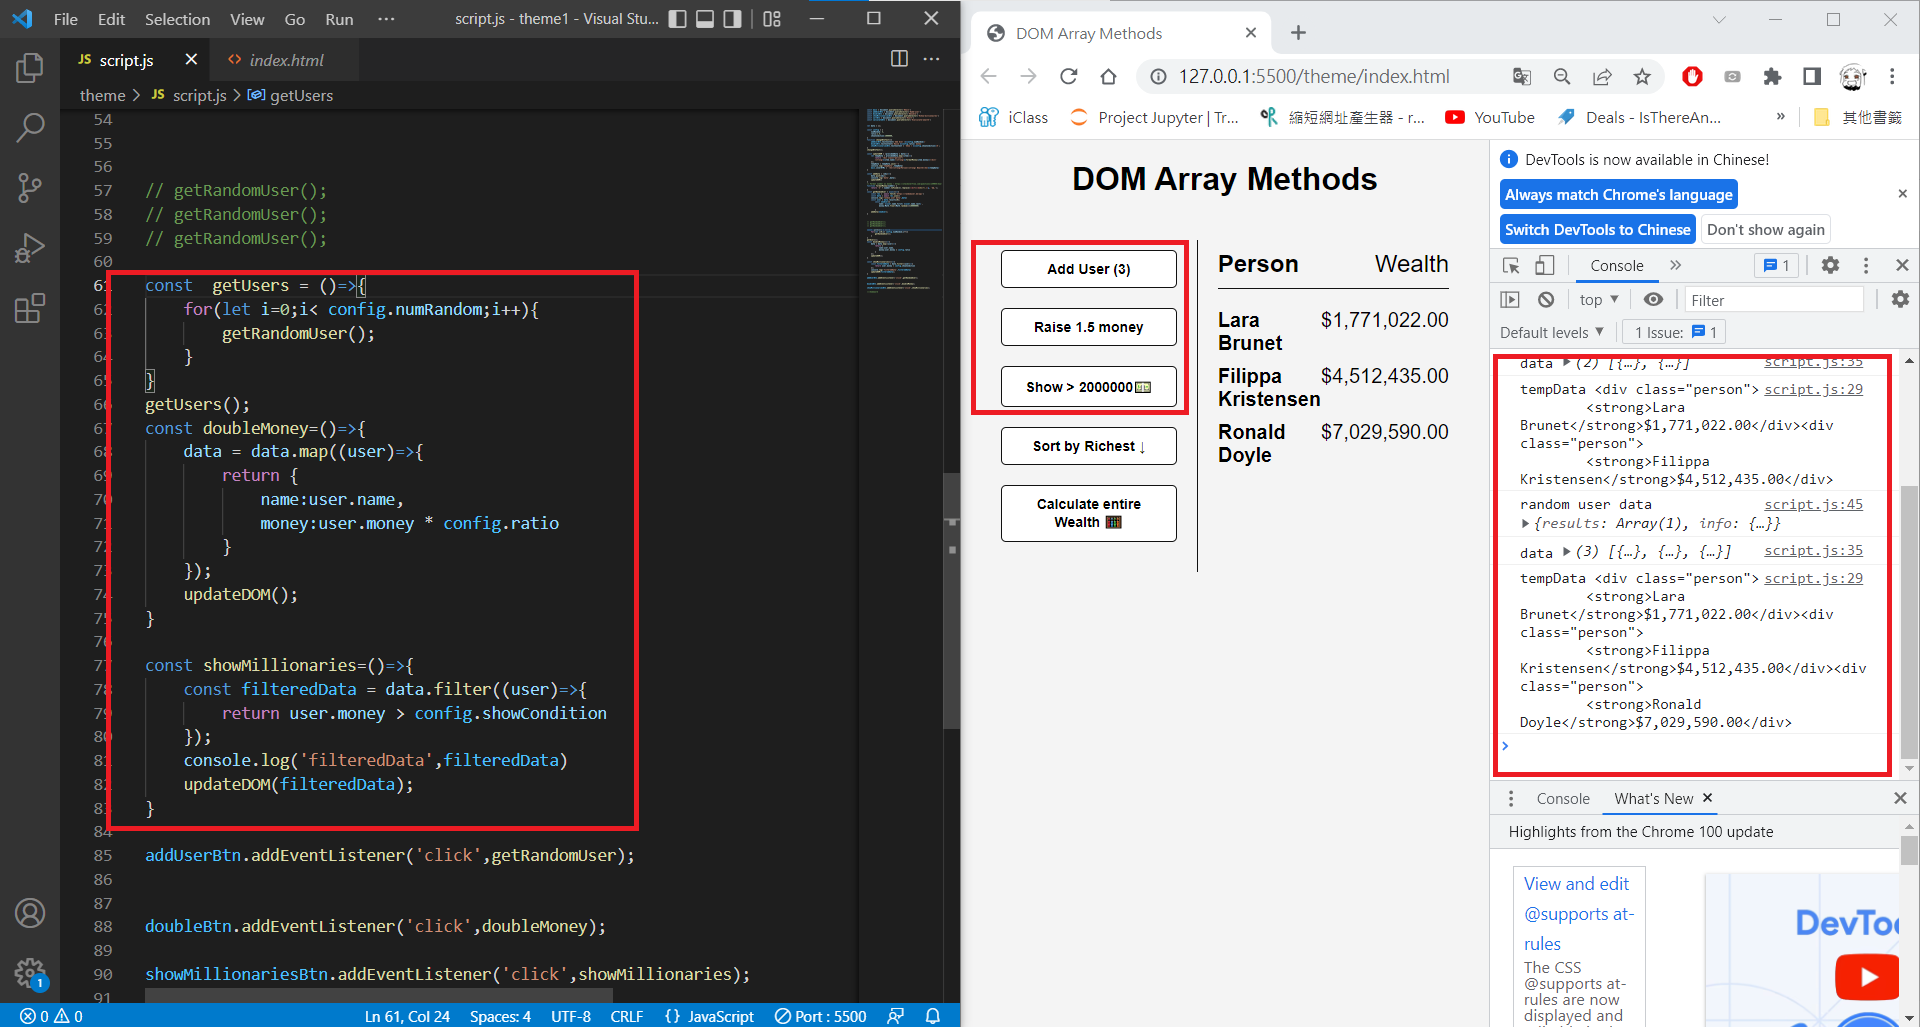 File Edit Selection View Go Run ···
script.js - theme1 - Visual Stu...
JS script.js
<> index.html
theme > JS script.js > getUsers
54
55
56
57 // getRandomUser();
58 // getRandomUser();
59 // getRandomUser();
60
61 const  getUsers = ()=>{
62 for(let i=0;i< config.numRandom;i++){
63 getRandomUser();
64 }
65 }
66 getUsers();
67 const doubleMoney=()=>{
68 data = data.map((user)=>{
69 return {
70 name:user.name,
71 money:user.money * config.ratio
72 }
73 });
74 updateDOM();
75 }
76
77 const showMillionaries=()=>{
78 const filteredData = data.filter((user)=>{
79 return user.money > config.showCondition
80 });
81 console.log('filteredData',filteredData)
82 updateDOM(filteredData);
83 }
84
85 addUserBtn.addEventListener('click',getRandomUser);
86
87
88 doubleBtn.addEventListener('click',doubleMoney);
89
90 showMillionariesBtn.addEventListener('click',showMillionaries);
91
1
0 0
Ln 61, Col 24 Spaces: 4 UTF-8 CRLF {} JavaScript Port : 5500
DOM Array Methods
127.0.0.1:5500/theme/index.html
iClass Project Jupyter | Tr... 縮短網址產生器 - r... YouTube Deals - IsThereAn... » 其他書籤
DOM Array Methods
Add User (3)
Raise 1.5 money
Show > 2000000
Sort by Richest ↓
Calculate entire
Wealth
Person Wealth
Lara Brunet $1,771,022.00
Filippa Kristensen $4,512,435.00
Ronald Doyle $7,029,590.00
DevTools is now available in Chinese!
Always match Chrome's language
Switch DevTools to Chinese Don't show again
Console » 1
top Filter
Default levels 1 Issue: 1
data (2) [{…}, {…}] script.js:35
tempData <div class="person"> script.js:29
<strong>Lara
Brunet</strong>$1,771,022.00</div><div
class="person">
<strong>Filippa
Kristensen</strong>$4,512,435.00</div>
random user data script.js:45
{results: Array(1), info: {…}}
data (3) [{…}, {…}, {…}] script.js:35
tempData <div class="person"> script.js:29
<strong>Lara
Brunet</strong>$1,771,022.00</div><div
class="person">
<strong>Filippa
Kristensen</strong>$4,512,435.00</div><div
class="person">
<strong>Ronald
Doyle</strong>$7,029,590.00</div>
Console What's New
Highlights from the Chrome 100 update
View and edit
@supports at-
rules
The CSS
@supports at-
rules are now
displayed and
DevToo